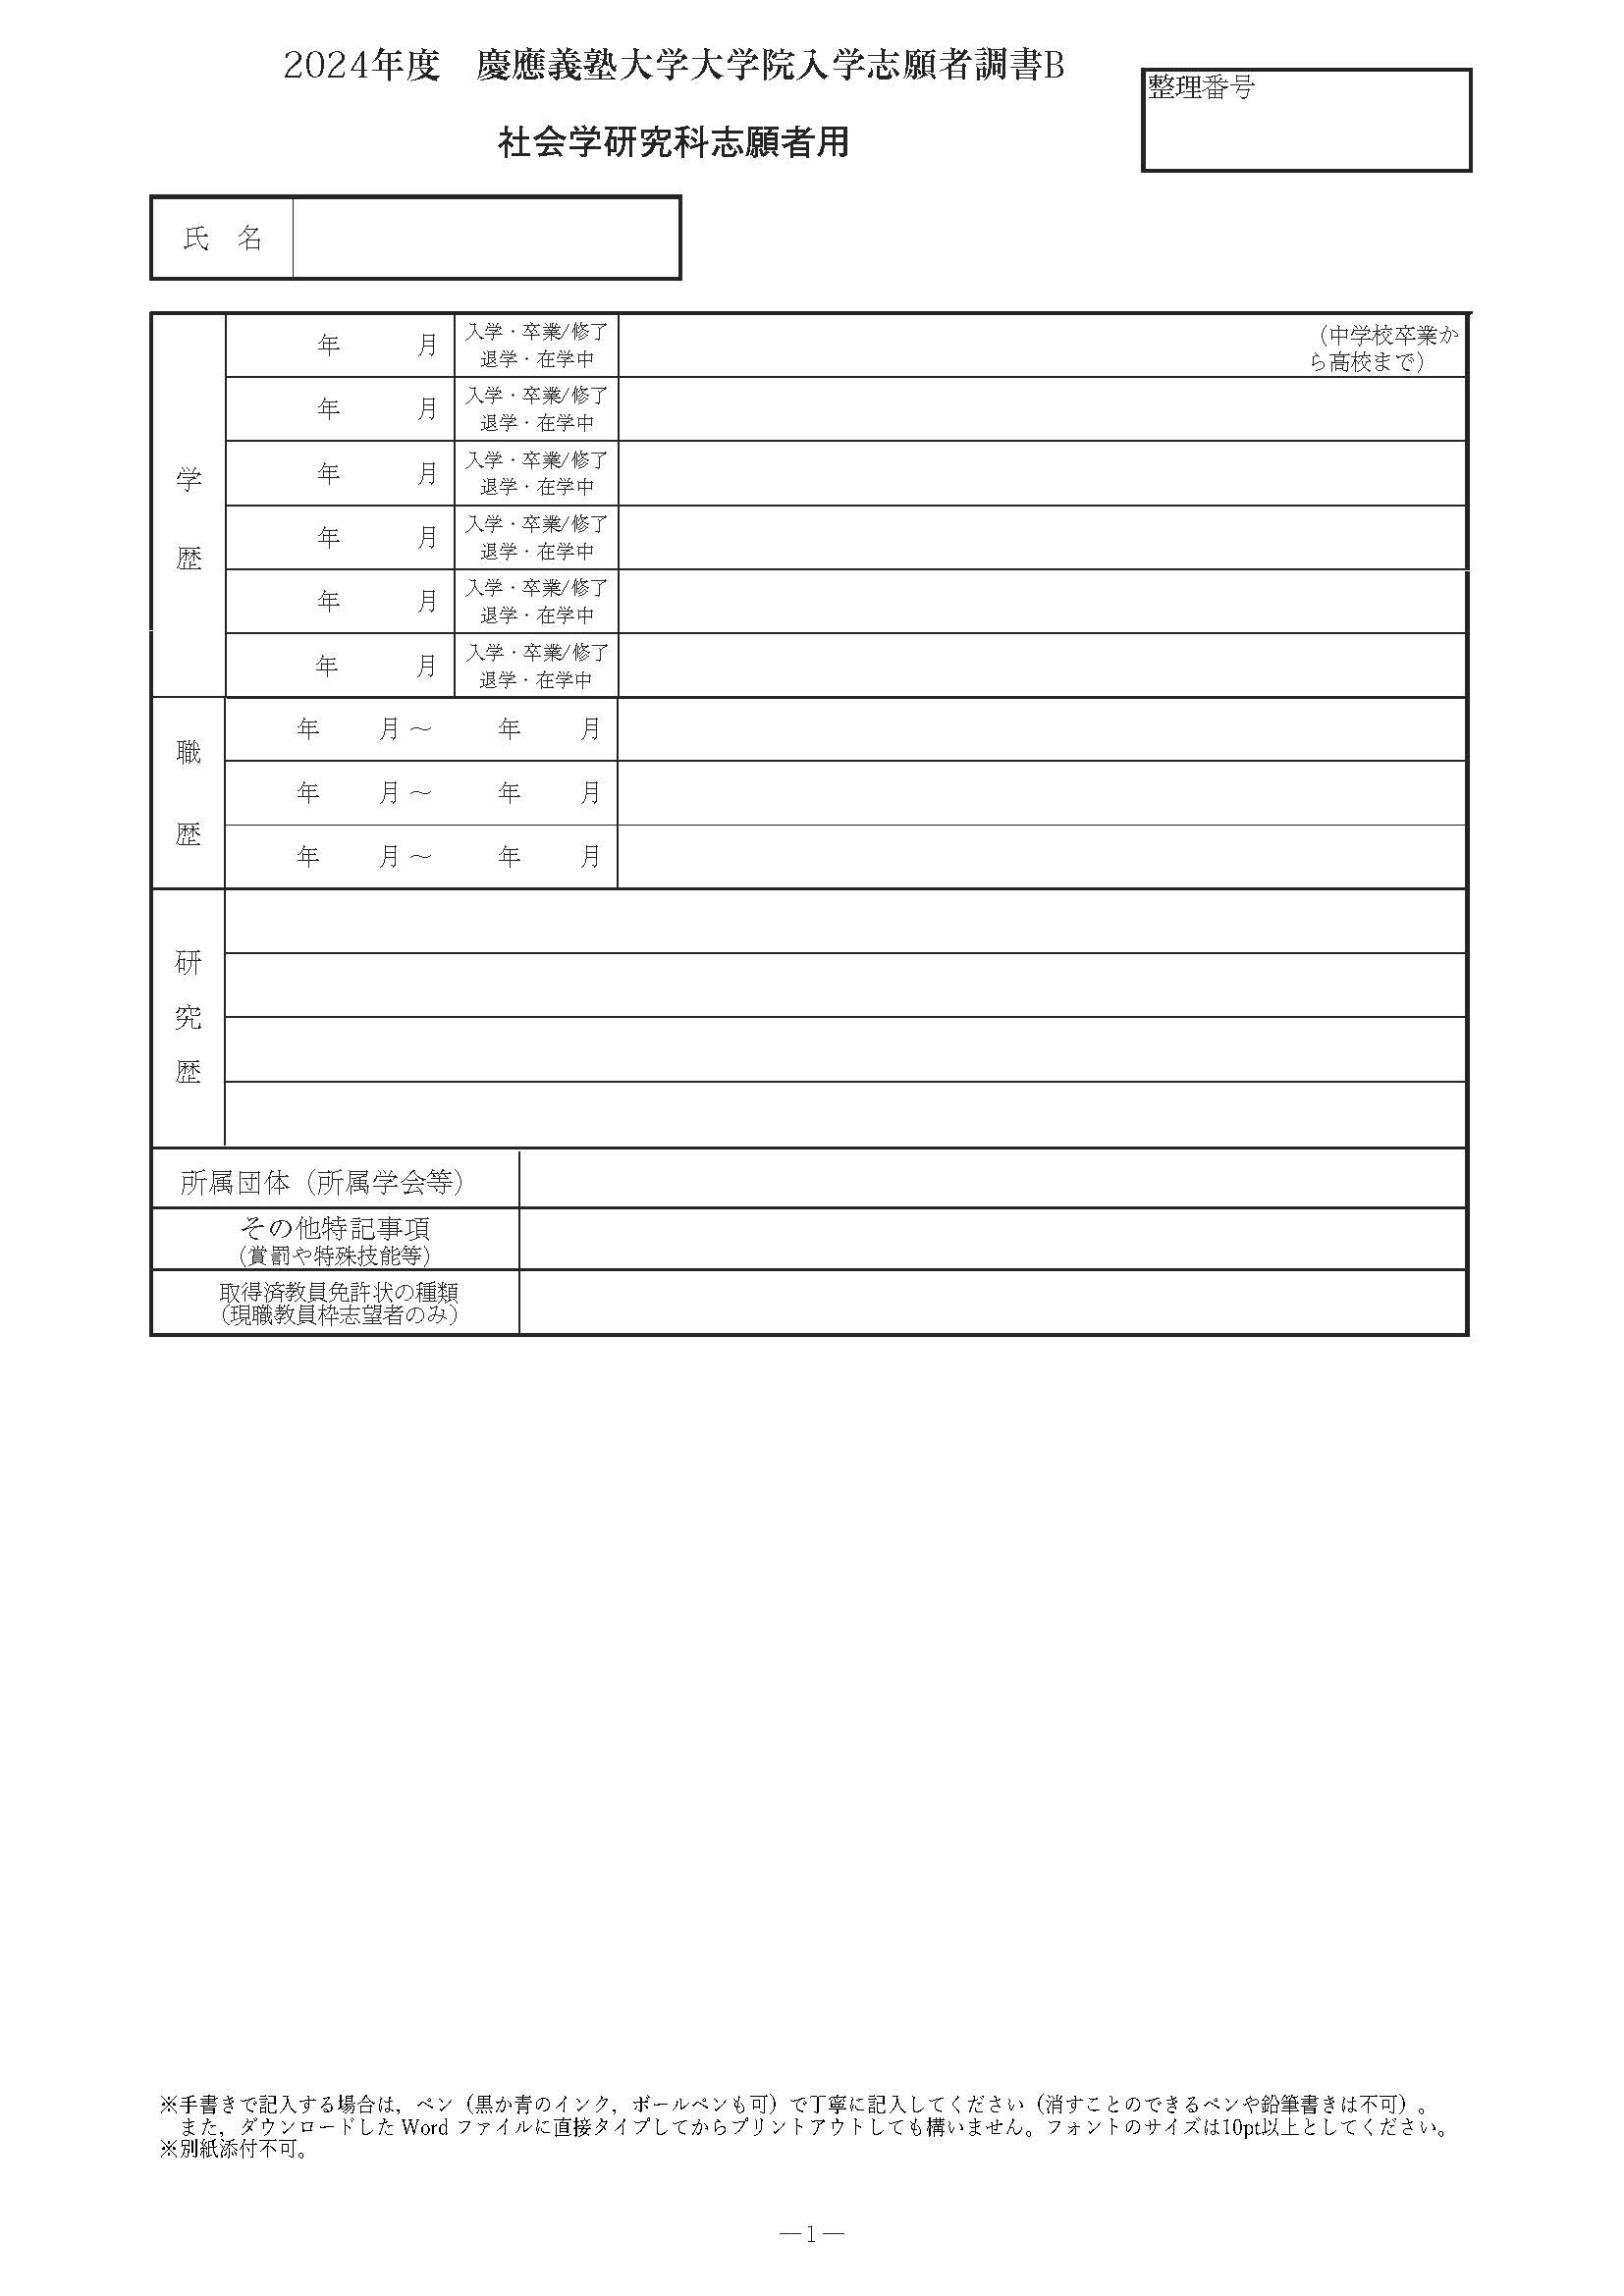 2024年度　慶應義塾大学大学院入学志願者調書B
整理番号
社会学研究科志願者用
氏　名
学歴
年　月　入学・卒業/修了　（中学校卒業か
退学・在学中　ら高校まで）
年　月　入学・卒業/修了
退学・在学中
年　月　入学・卒業/修了
退学・在学中
年　月　入学・卒業/修了
退学・在学中
年　月　入学・卒業/修了
退学・在学中
年　月　入学・卒業/修了
退学・在学中
職歴
年　月～　年　月
年　月～　年　月
年　月～　年　月
研究歴
所属団体（所属学会等）
その他特記事項
（賞罰や特殊技能等）
取得済教員免許状の種類
（現職教員枠志望者のみ）
※手書きで記入する場合は，ペン（黒か青のインク，ボールペンも可）で丁寧に記入してください（消すことのできるペンや鉛筆書きは不可）。
また，ダウンロードした Word ファイルに直接タイプしてからプリントアウトしても構いません。フォントのサイズは10pt以上としてください。
※別紙添付不可。
―1―